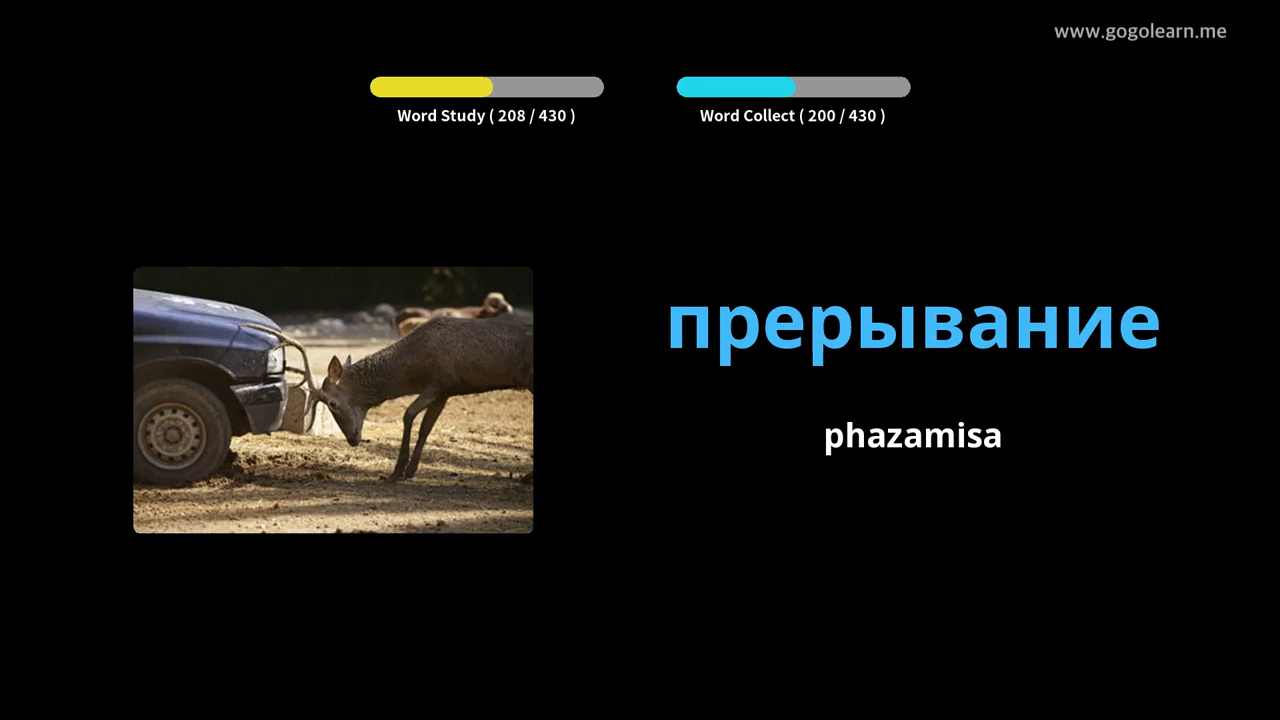 www.gogolearn.me
Word Study ( 208 / 430 )
Word Collect ( 200 / 430 )
прерывание
phazamisa